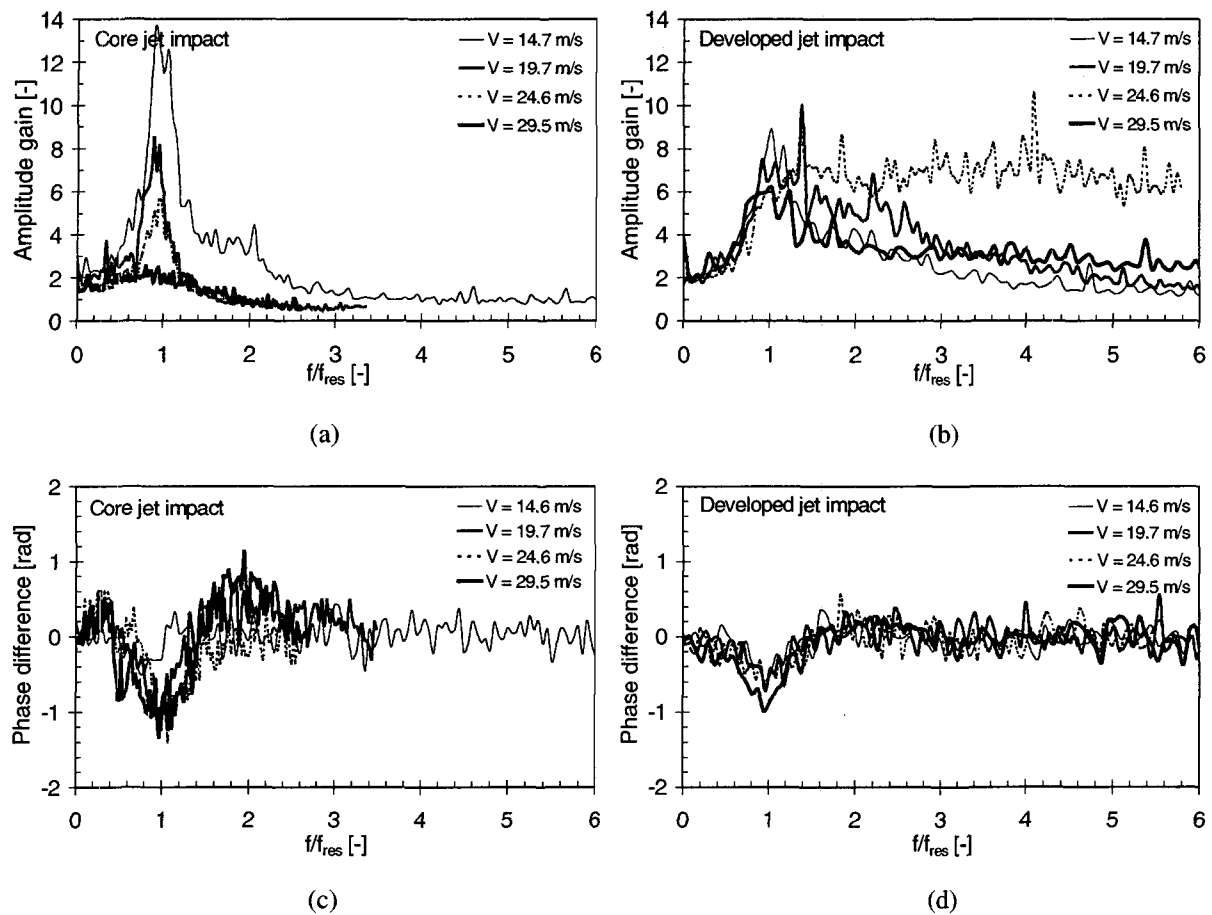 Core jet impact
V = 14.7 m/s
V = 19.7 m/s
V = 24.6 m/s
V = 29.5 m/s
Amplitude gain [-]
14
12
10
8
6
4
2
0
0 1 2 3 4 5 6
f/fres [-]
(a)
Developed jet impact
V = 14.7 m/s
V = 19.7 m/s
V = 24.6 m/s
V = 29.5 m/s
Amplitude gain [-]
14
12
10
8
6
4
2
0
0 1 2 3 4 5 6
f/fres [-]
(b)
Core jet impact
V = 14.6 m/s
V = 19.7 m/s
V = 24.6 m/s
V = 29.5 m/s
Phase difference [rad]
2
1
0
-1
-2
0 1 2 3 4 5 6
f/fres [-]
(c)
Developed jet impact
V = 14.6 m/s
V = 19.7 m/s
V = 24.6 m/s
V = 29.5 m/s
Phase difference [rad]
2
1
0
-1
-2
0 1 2 3 4 5 6
f/fres [-]
(d)